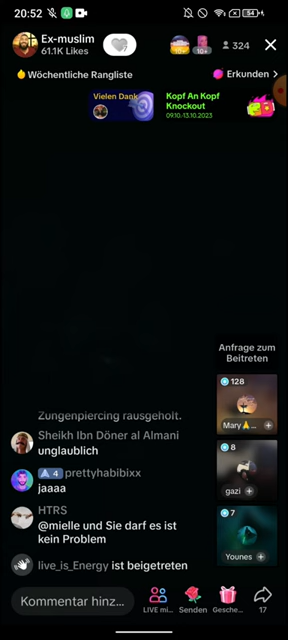 20:52
54
Ex-muslim
61.1K Likes
10+
10+
324
Wöchentliche Rangliste
Erkunden >
Vielen Dank
Kopf An Kopf
Knockout
09.10.-13.10.2023
Anfrage zum
Beitreten
128
Mary🙏...
8
gazi
7
Younes
Zungenpiercing rausgeholt.
Sheikh Ibn Döner al Almani
unglaublich
4 prettyhabibixx
jaaaa
HTRS
@mielle und Sie darf es ist
kein Problem
live_is_Energy ist beigetreten
Kommentar hinz...
LIVE mi...
Senden
Gesche...
17